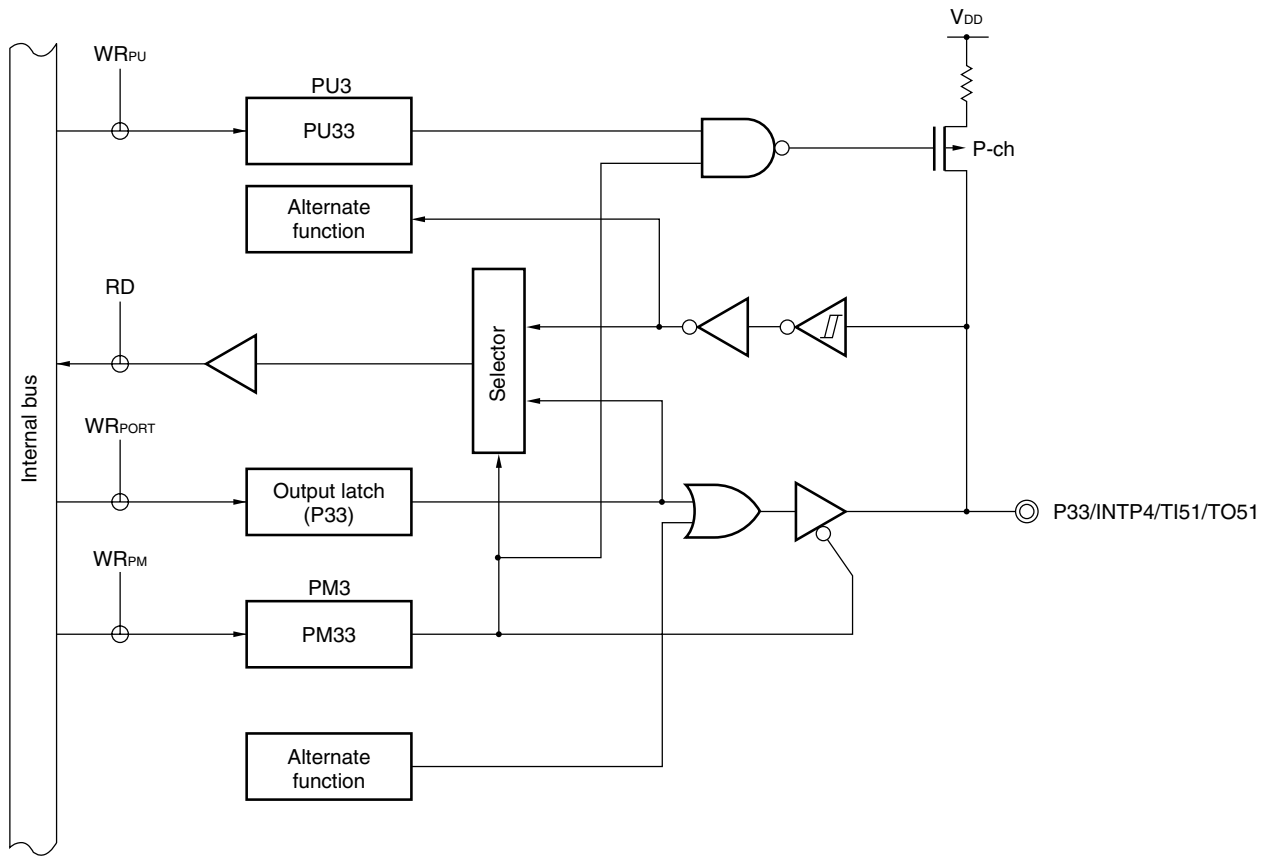 VDD
WRPU
PU3
PU33
P-ch
Alternate
function
RD
Selector
Internal bus
WRPORT
Output latch
(P33)
P33/INTP4/TI51/TO51
WRPM
PM3
PM33
Alternate
function